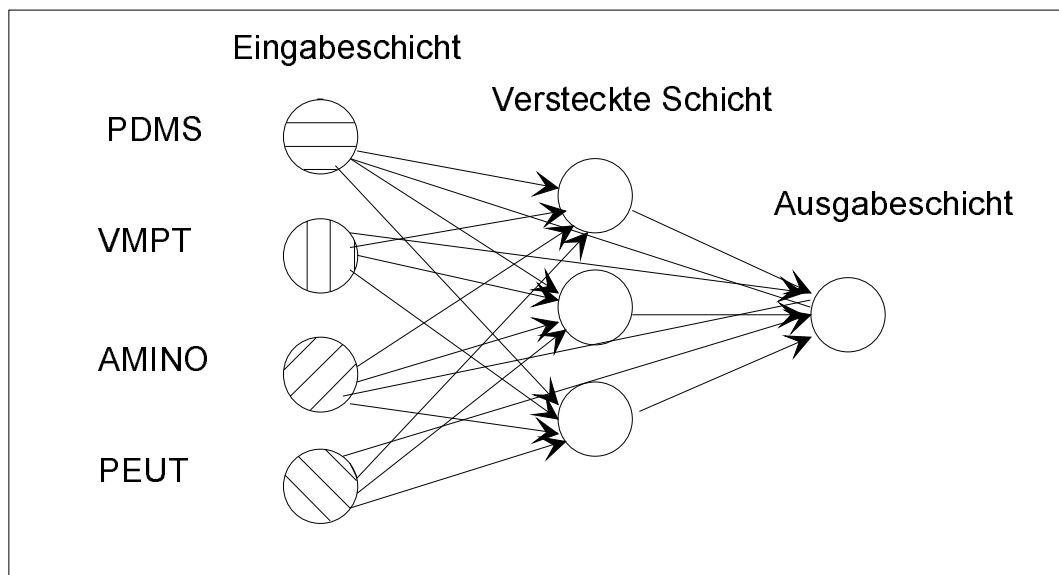 Eingabeschicht
Versteckte Schicht
Ausgabeschicht
PDMS
VMPT
AMINO
PEUT